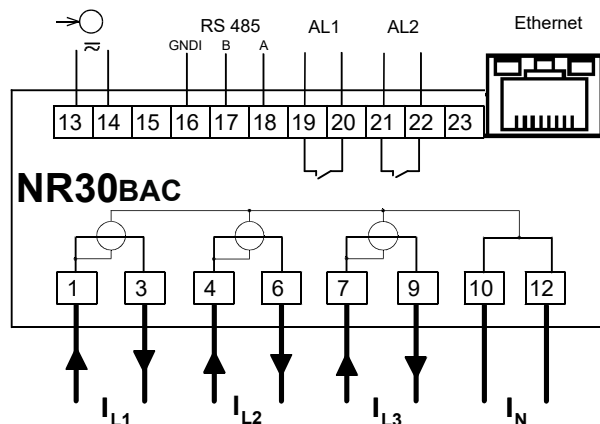 RS 485 AL1 AL2 Ethernet
GNDI B A
13 14 15 16 17 18 19 20 21 22 23
NR30BAC
1 3 4 6 7 9 10 12
IL1 IL2 IL3 IN